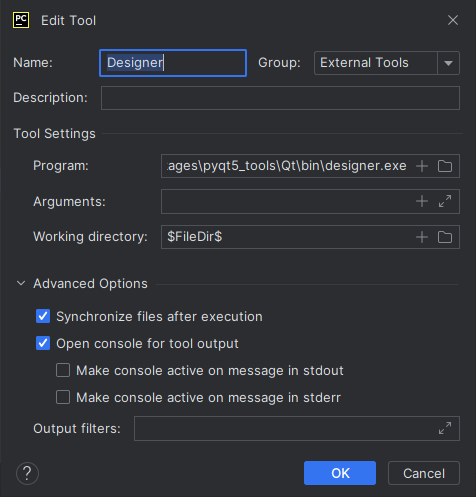 PC Edit Tool
Name: Designer Group: External Tools
Description:
Tool Settings
Program: ages\pyqt5_tools\Qt\bin\designer.exe
Arguments:
Working directory: $FileDir$
Advanced Options
Synchronize files after execution
Open console for tool output
Make console active on message in stdout
Make console active on message in stderr
Output filters:
? OK Cancel